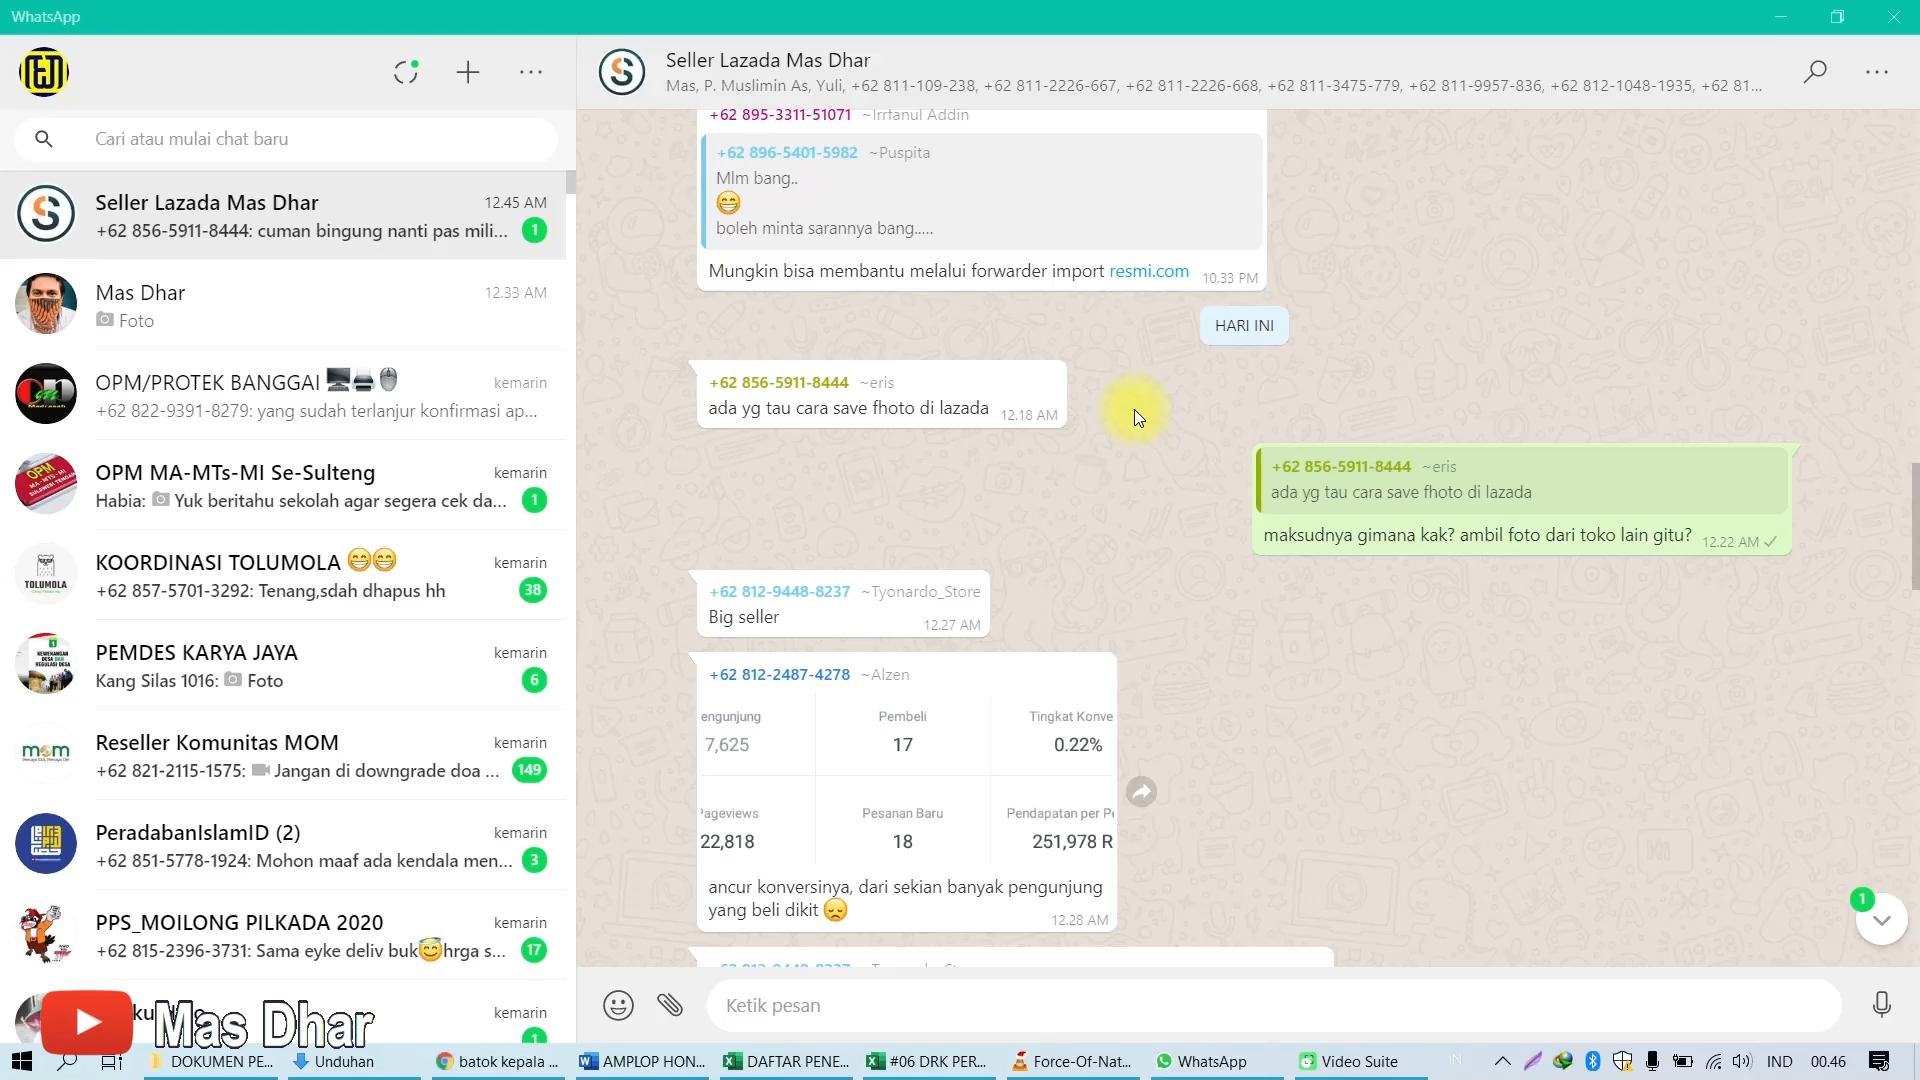 WhatsApp
Seller Lazada Mas Dhar
Mas, P. Muslimin As, Yuli, +62 811-109-238, +62 811-2226-667, +62 811-2226-668, +62 811-3475-779, +62 811-9957-836, +62 812-1048-1935, +62 81...
Cari atau mulai chat baru
Seller Lazada Mas Dhar
12.45 AM
+62 856-5911-8444: cuman bingung nanti pas mili...
1
Mas Dhar
12.33 AM
Foto
OPM/PROTEK BANGGAI
kemarin
+62 822-9391-8279: yang sudah terlanjur konfirmasi ap...
OPM MA-MTs-MI Se-Sulteng
kemarin
Habia: Yuk beritahu sekolah agar segera cek da...
1
KOORDINASI TOLUMOLA 😁😁
kemarin
+62 857-5701-3292: Tenang,sdah dhapus hh
38
TOLUMOLA
PEMDES KARYA JAYA
kemarin
Kang Silas 1016: Foto
6
Reseller Komunitas MOM
kemarin
+62 821-2115-1575: Jangan di downgrade doa ...
149
mom
PeradabanIslamID (2)
kemarin
+62 851-5778-1924: Mohon maaf ada kendala men...
3
PPS_MOILONG PILKADA 2020
kemarin
+62 815-2396-3731: Sama eyke deliv buk😇hrga s...
17
kemarin
1
Mas Dhar
+62 895-3311-51071 ~Irrfanul Addin
+62 896-5401-5982 ~Puspita
Mlm bang..
😁
boleh minta sarannya bang.....
Mungkin bisa membantu melalui forwarder import resmi.com
10.33 PM
HARI INI
+62 856-5911-8444 ~eris
ada yg tau cara save fhoto di lazada
12.18 AM
+62 856-5911-8444 ~eris
ada yg tau cara save fhoto di lazada
maksudnya gimana kak? ambil foto dari toko lain gitu?
12.22 AM
+62 812-9448-8237 ~Tyonardo_Store
Big seller
12.27 AM
+62 812-2487-4278 ~Alzen
engunjung Pembeli Tingkat Konve
7,625 17 0.22%
Pageviews Pesanan Baru Pendapatan per Pe
22,818 18 251,978 R
ancur konversinya, dari sekian banyak pengunjung
yang beli dikit 😞
12.28 AM
1
Ketik pesan
DOKUMEN PE...
Unduhan
batok kepala ...
AMPLOP HON...
DAFTAR PENE...
#06 DRK PER...
Force-Of-Nat...
WhatsApp
Video Suite
IND
00.46